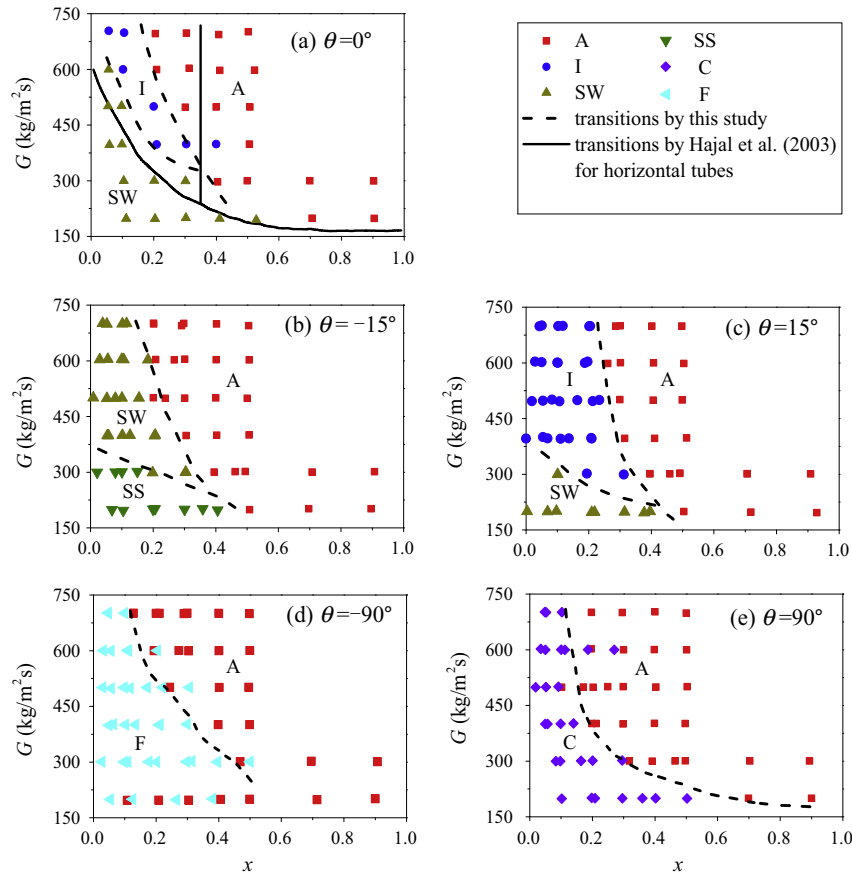 (a) θ=0°
G (kg/m²s)
750
600
450
300
150
I
A
SW
0.0 0.2 0.4 0.6 0.8 1.0
A SS
I C
SW F
transitions by this study
transitions by Hajal et al. (2003)
for horizontal tubes
(b) θ = −15°
G (kg/m²s)
750
600
450
300
150
A
SW
SS
0.0 0.2 0.4 0.6 0.8 1.0
(c) θ=15°
G (kg/m²s)
750
600
450
300
150
I
A
SW
0.0 0.2 0.4 0.6 0.8 1.0
(d) θ=−90°
G (kg/m²s)
750
600
450
300
150
A
F
0.0 0.2 0.4 0.6 0.8 1.0
x
(e) θ=90°
G (kg/m²s)
750
600
450
300
150
A
C
0.0 0.2 0.4 0.6 0.8 1.0
x